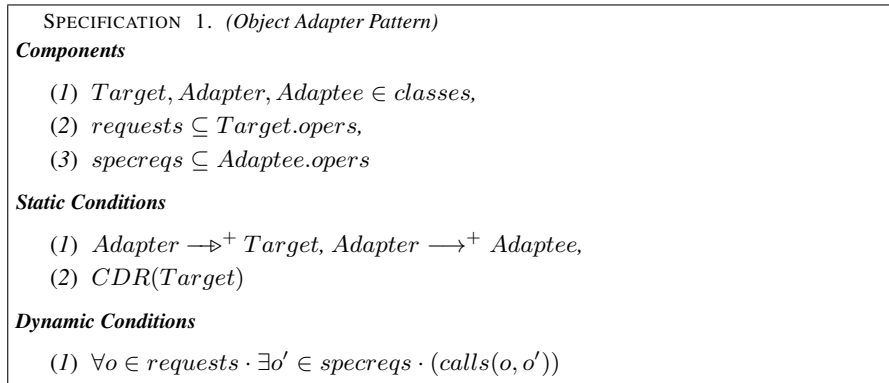 SPECIFICATION 1. (Object Adapter Pattern)
Components
(1) Target, Adapter, Adaptee ∈ classes,
(2) requests ⊆ Target.opers,
(3) specreqs ⊆ Adaptee.opers
Static Conditions
(1) Adapter —▷⁺ Target, Adapter ⟶⁺ Adaptee,
(2) CDR(Target)
Dynamic Conditions
(1) ∀o ∈ requests · ∃o′ ∈ specreqs · (calls(o, o′))